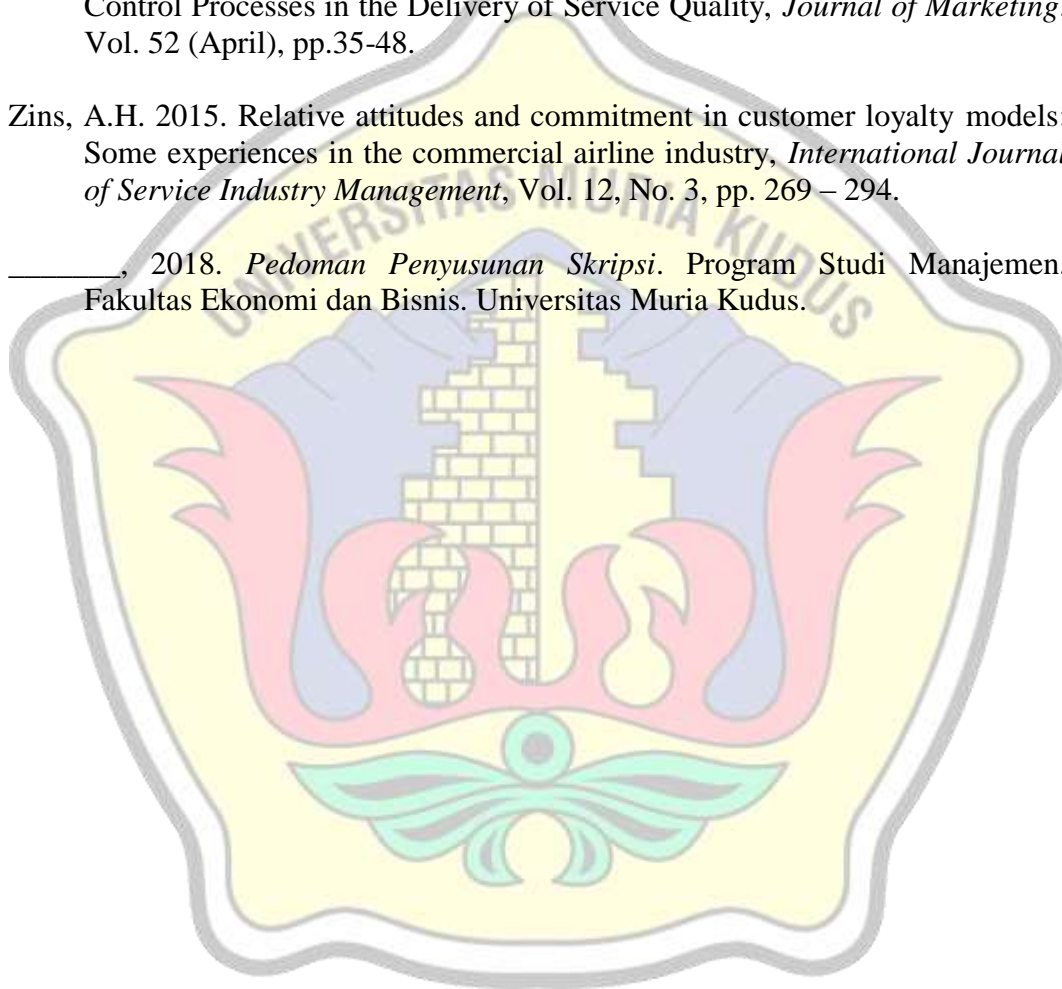 Control Processes in the Delivery of Service Quality, Journal of Marketing.
Vol. 52 (April), pp.35-48.
Zins, A.H. 2015. Relative attitudes and commitment in customer loyalty models:
Some experiences in the commercial airline industry, International Journal
of Service Industry Management, Vol. 12, No. 3, pp. 269 – 294.
_______, 2018. Pedoman Penyusunan Skripsi. Program Studi Manajemen.
Fakultas Ekonomi dan Bisnis. Universitas Muria Kudus.
UNIVERSITAS MURIA KUDUS